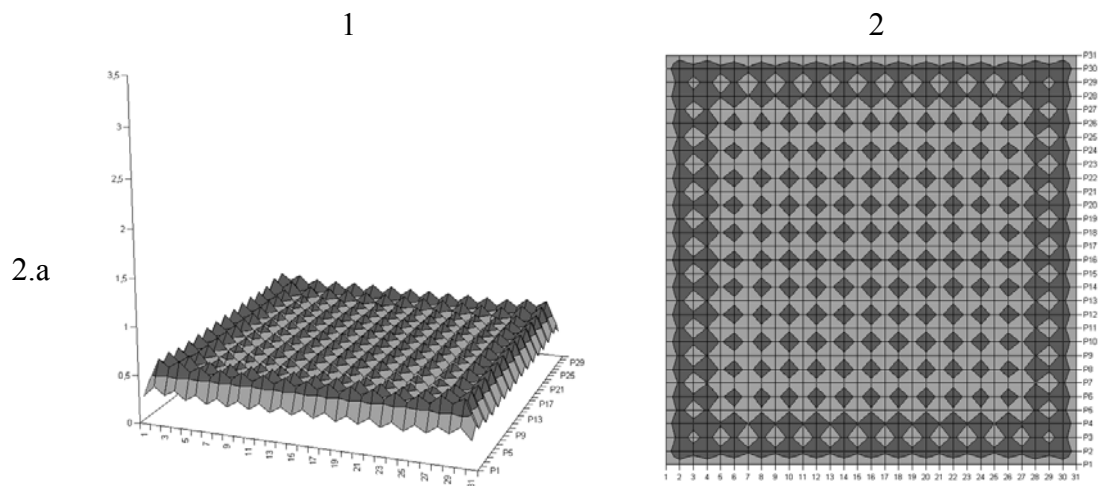 1
2
2.a
3,5
3
2,5
2
1,5
1
0,5
0
1 3 5 7 9 11 13 15 17 19 21 23 25 27 29 31
P1
P5
P9
P13
P17
P21
P25
P29
P31
P30
P29
P28
P27
P26
P25
P24
P23
P22
P21
P20
P19
P18
P17
P16
P15
P14
P13
P12
P11
P10
P9
P8
P7
P6
P5
P4
P3
P2
P1
1 2 3 4 5 6 7 8 9 10 11 12 13 14 15 16 17 18 19 20 21 22 23 24 25 26 27 28 29 30 31